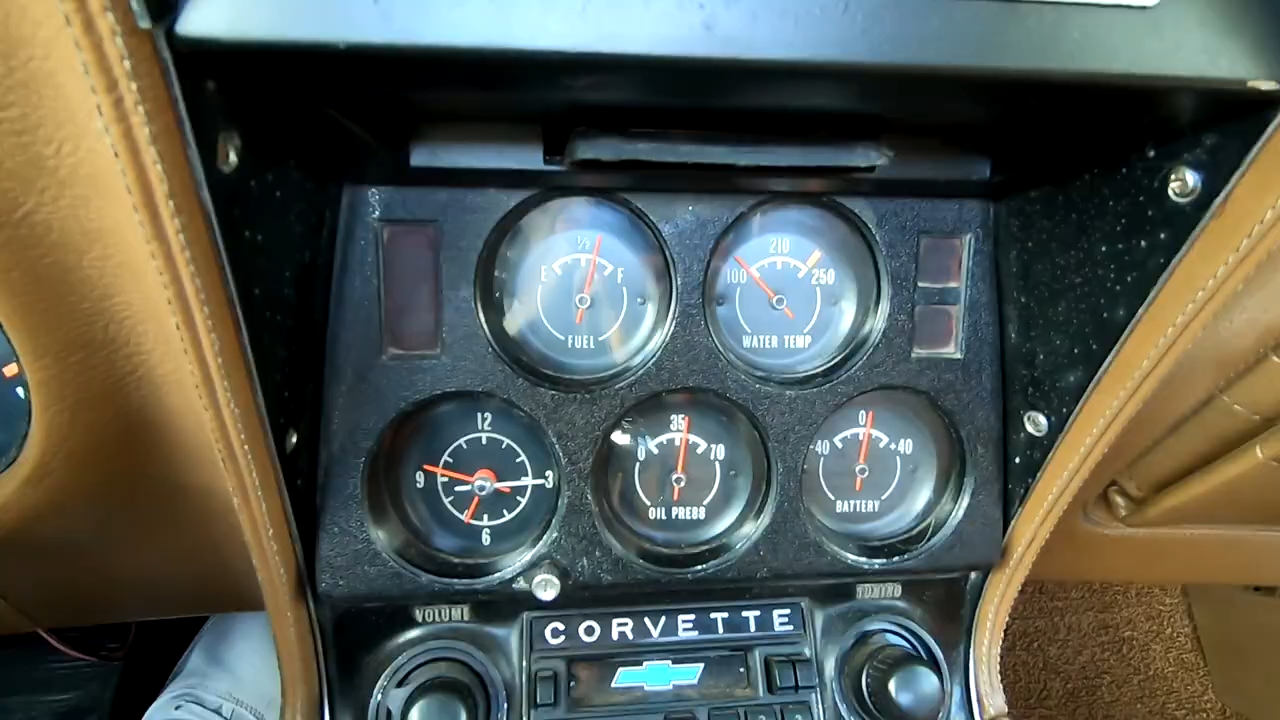 1/2
E F
FUEL
210
100 250
WATER TEMP
12
9 3
6
35
0 70
OIL PRESS
0
-40 +40
BATTERY
VOLUME
CORVETTE